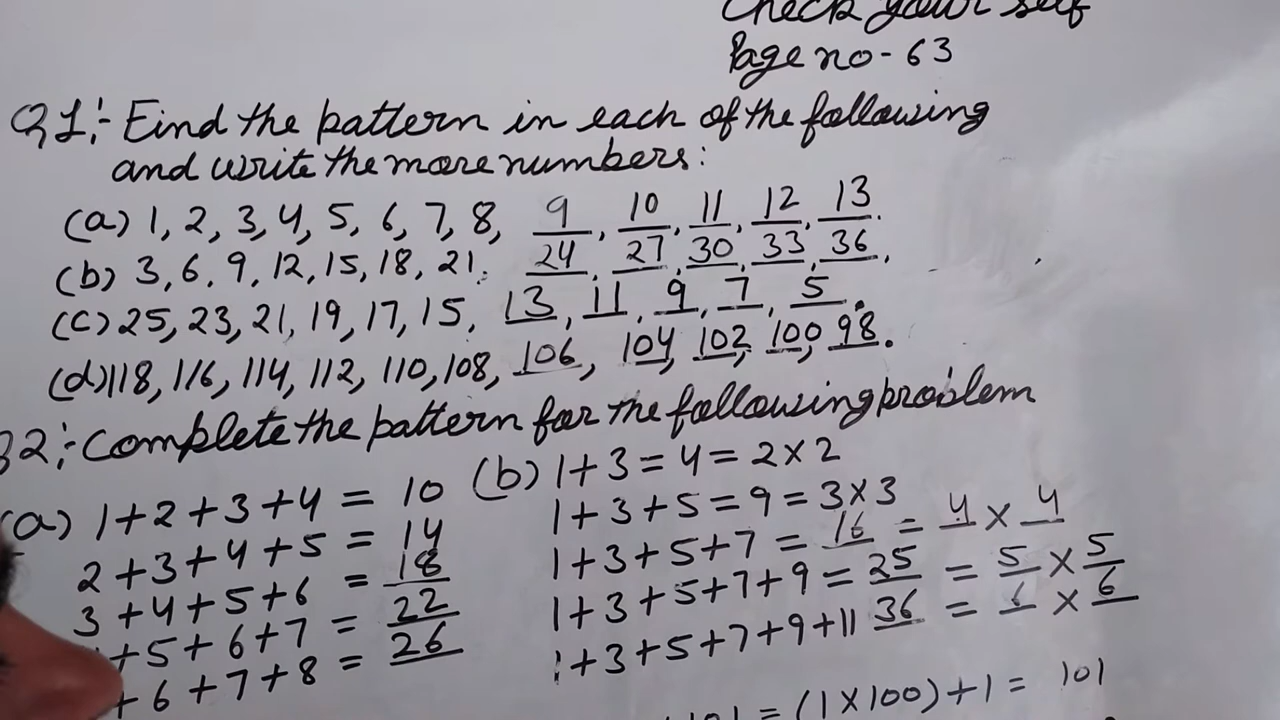 Check your self
Page no-63
Q1:- Find the pattern in each of the following
and write the more numbers:
(a) 1, 2, 3, 4, 5, 6, 7, 8, 9, 10, 11, 12, 13.
(b) 3, 6, 9, 12, 15, 18, 21, 24, 27, 30, 33, 36.
(c) 25, 23, 21, 19, 17, 15, 13, 11, 9, 7, 5.
(d) 118, 116, 114, 112, 110, 108, 106, 104, 102, 100, 98.
Q2:- Complete the pattern for the following problem
(a) 1+2+3+4 = 10
2+3+4+5 = 14
3+4+5+6 = 18
+5+6+7 = 22
+6+7+8 = 26
(b) 1+3=4=2×2
1+3+5=9=3×3
1+3+5+7=16=4×4
1+3+5+7+9=25=5×5
1+3+5+7+9+11 36=6×6
101=(1×100)+1=101